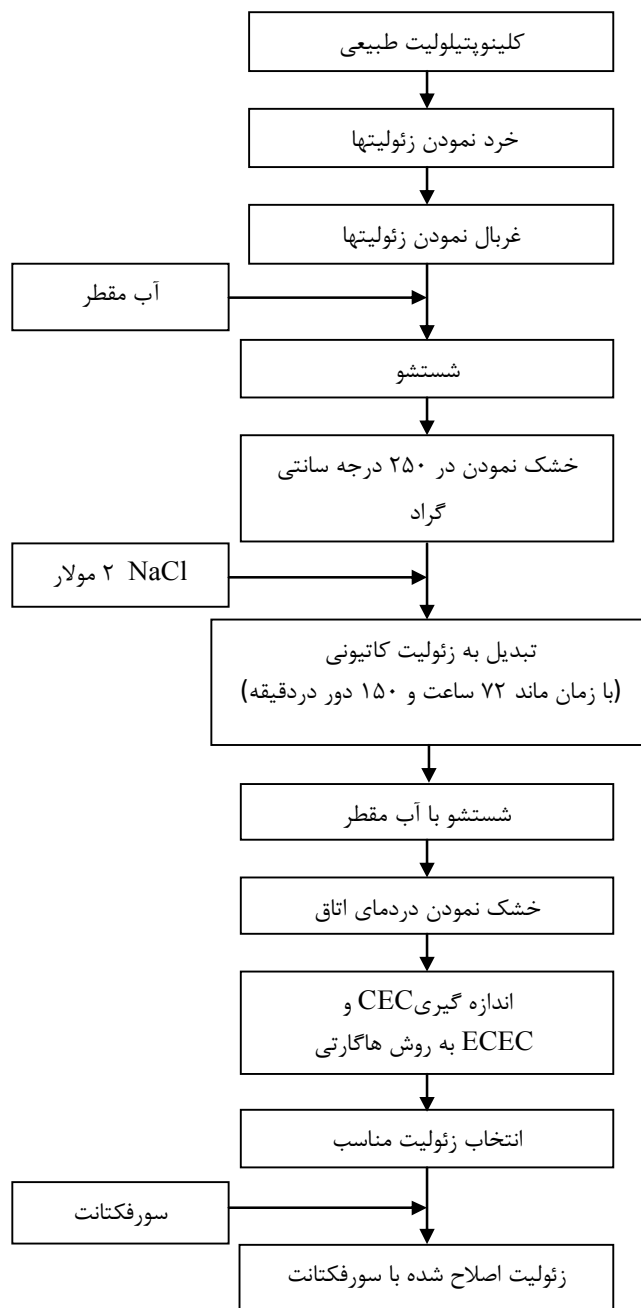 کلینوپتیلولیت طبیعی
خرد نمودن زئولیتها
غربال نمودن زئولیتها
آب مقطر
شستشو
خشک نمودن در ۲۵۰ درجه سانتی
گراد
NaCl ۲ مولار
تبدیل به زئولیت کاتیونی
(با زمان ماند ۷۲ ساعت و ۱۵۰ دور دردقیقه)
شستشو با آب مقطر
خشک نمودن دردمای اتاق
اندازه گیریCEC و
ECEC به روش هاگارتی
انتخاب زئولیت مناسب
سورفکتانت
زئولیت اصلاح شده با سورفکتانت